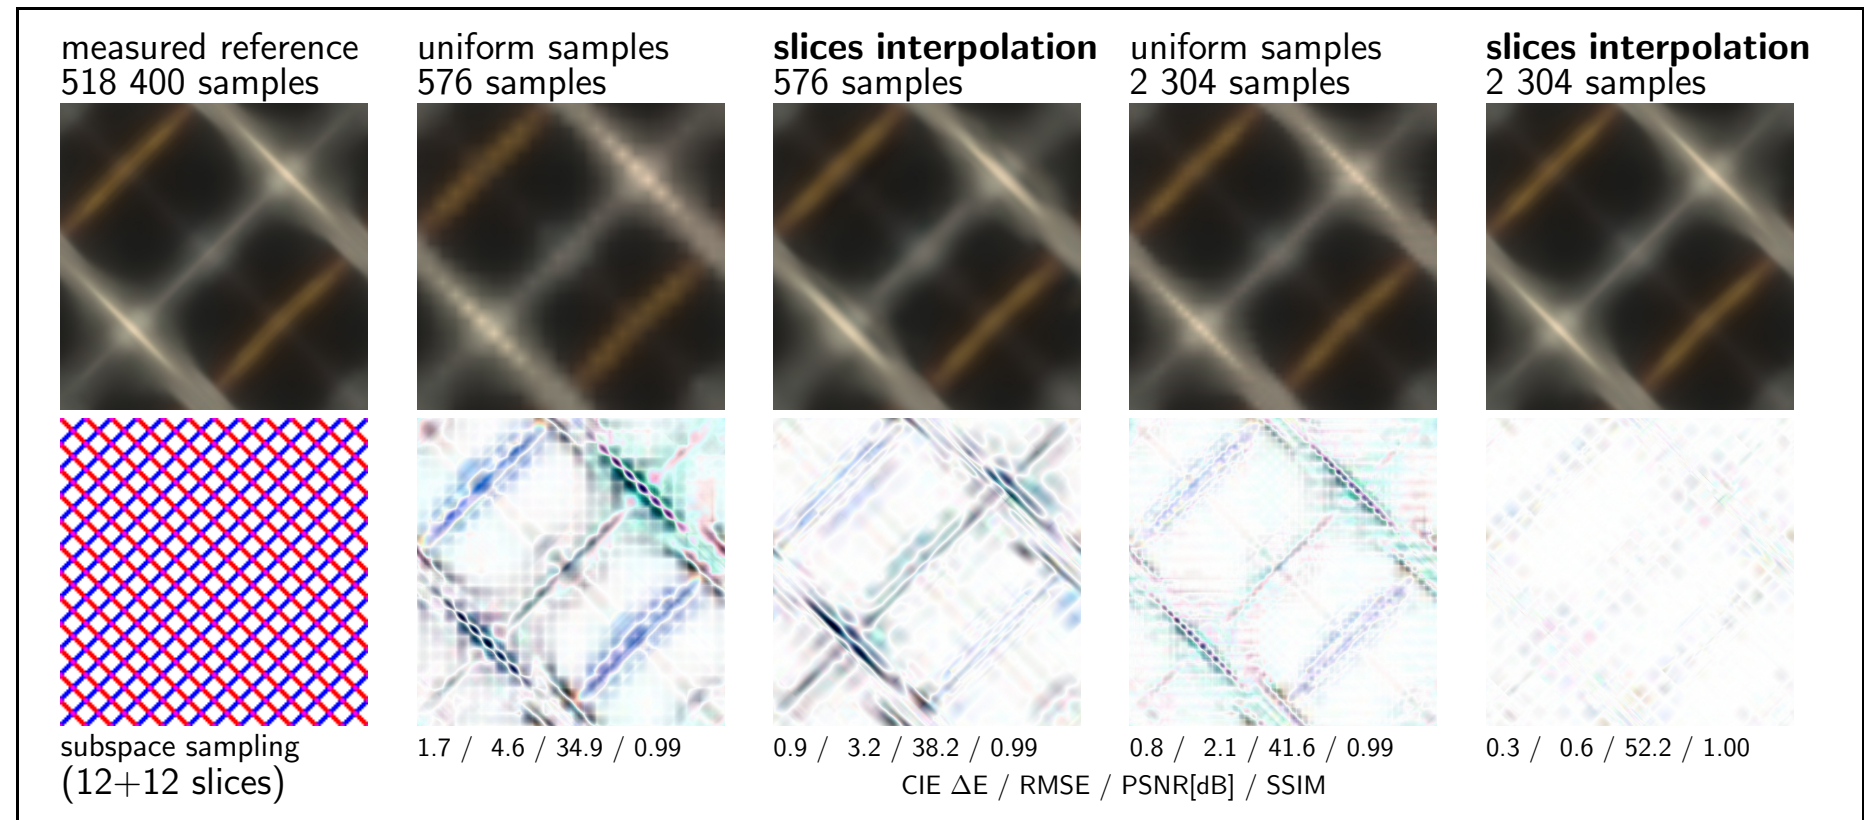 measured reference
518 400 samples
uniform samples
576 samples
slices interpolation
576 samples
uniform samples
2 304 samples
slices interpolation
2 304 samples
subspace sampling
(12+12 slices)
1.7 / 4.6 / 34.9 / 0.99
0.9 / 3.2 / 38.2 / 0.99
0.8 / 2.1 / 41.6 / 0.99
0.3 / 0.6 / 52.2 / 1.00
CIE ΔE / RMSE / PSNR[dB] / SSIM